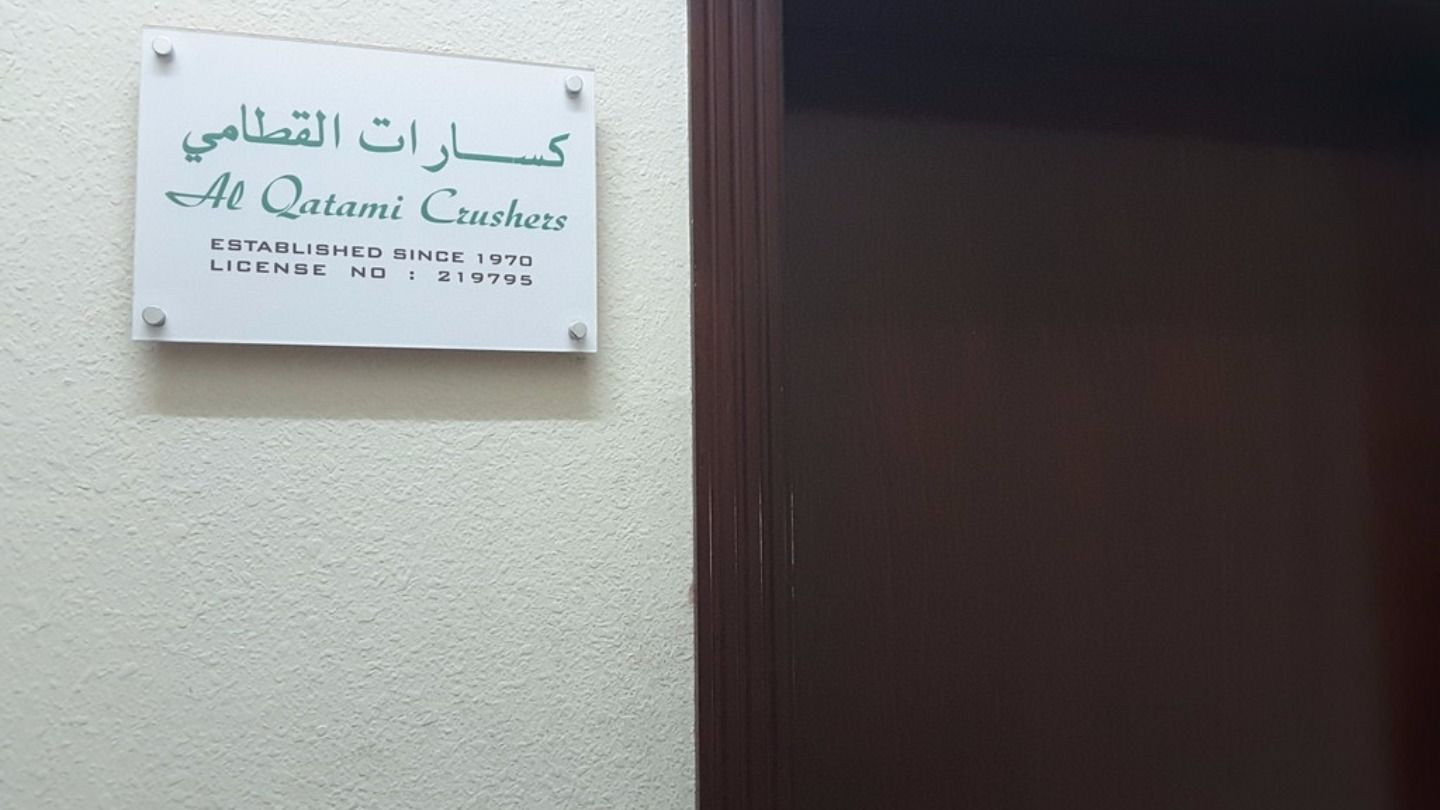 كسارات القطامي
Al Qatami Crushers
ESTABLISHED SINCE 1970
LICENSE NO : 219795